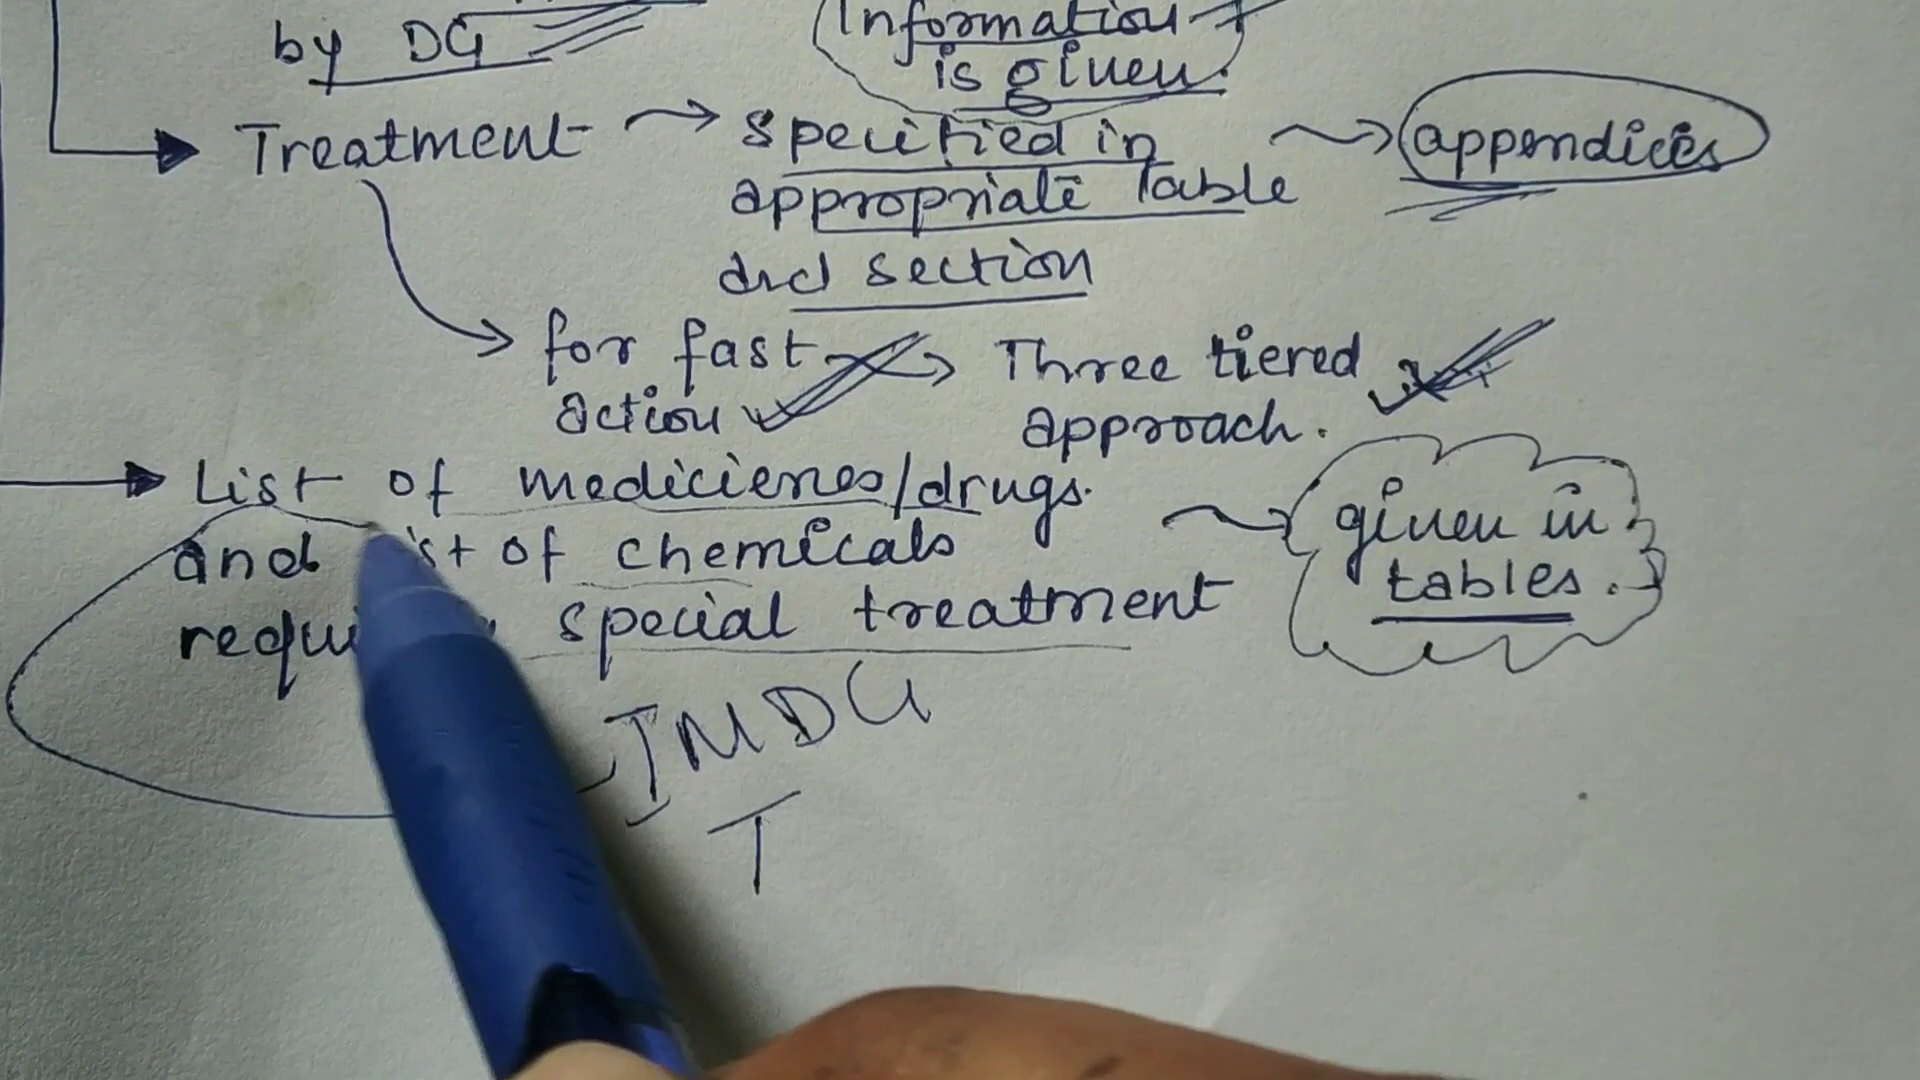 by DG
Information
is given.
Treatment
specified in
appropriate Table
and section
appendices
for fast
action
Three tiered
approach.
List of medicienes/drugs.
and of chemicals
special treatment
given in
tables.
IMDG
T